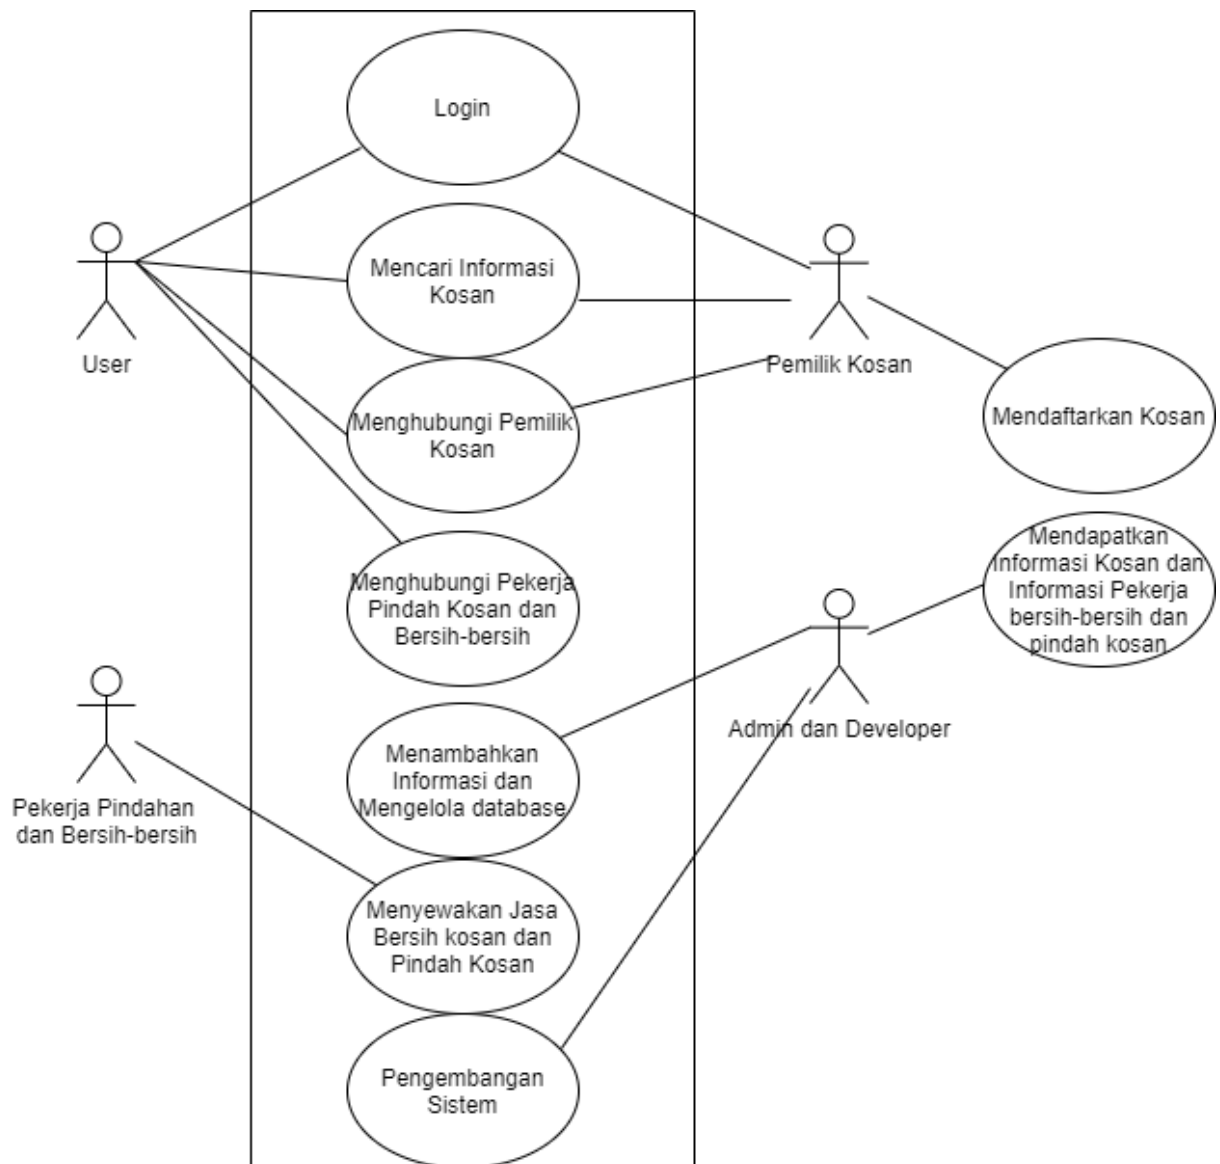 Login
Mencari Informasi
Kosan
User
Pemilik Kosan
Menghubungi Pemilik
Kosan
Mendaftarkan Kosan
Menghubungi Pekerja
Pindah Kosan dan
Bersih-bersih
Mendapatkan
Informasi Kosan dan
Informasi Pekerja
bersih-bersih dan
pindah kosan
Admin dan Developer
Menambahkan
Informasi dan
Mengelola database
Pekerja Pindahan
dan Bersih-bersih
Menyewakan Jasa
Bersih kosan dan
Pindah Kosan
Pengembangan
Sistem